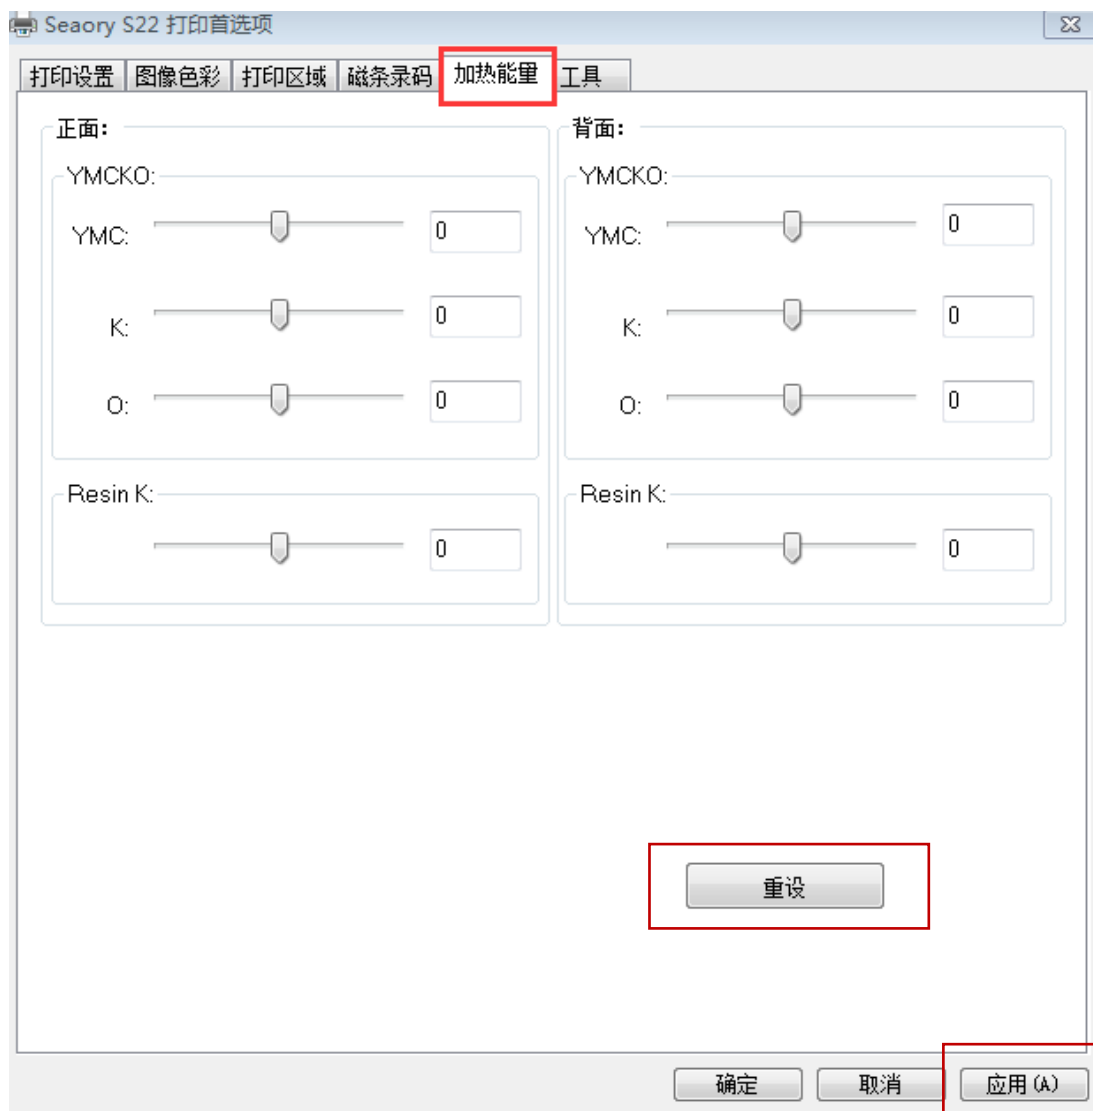 Seaory S22 打印首选项
打印设置 图像色彩 打印区域 磁条录码 加热能量 工具
正面：
YMCKO:
YMC: 0
K: 0
O: 0
Resin K:
0
背面：
YMCKO:
YMC: 0
K: 0
O: 0
Resin K:
0
重设
确定 取消 应用(A)